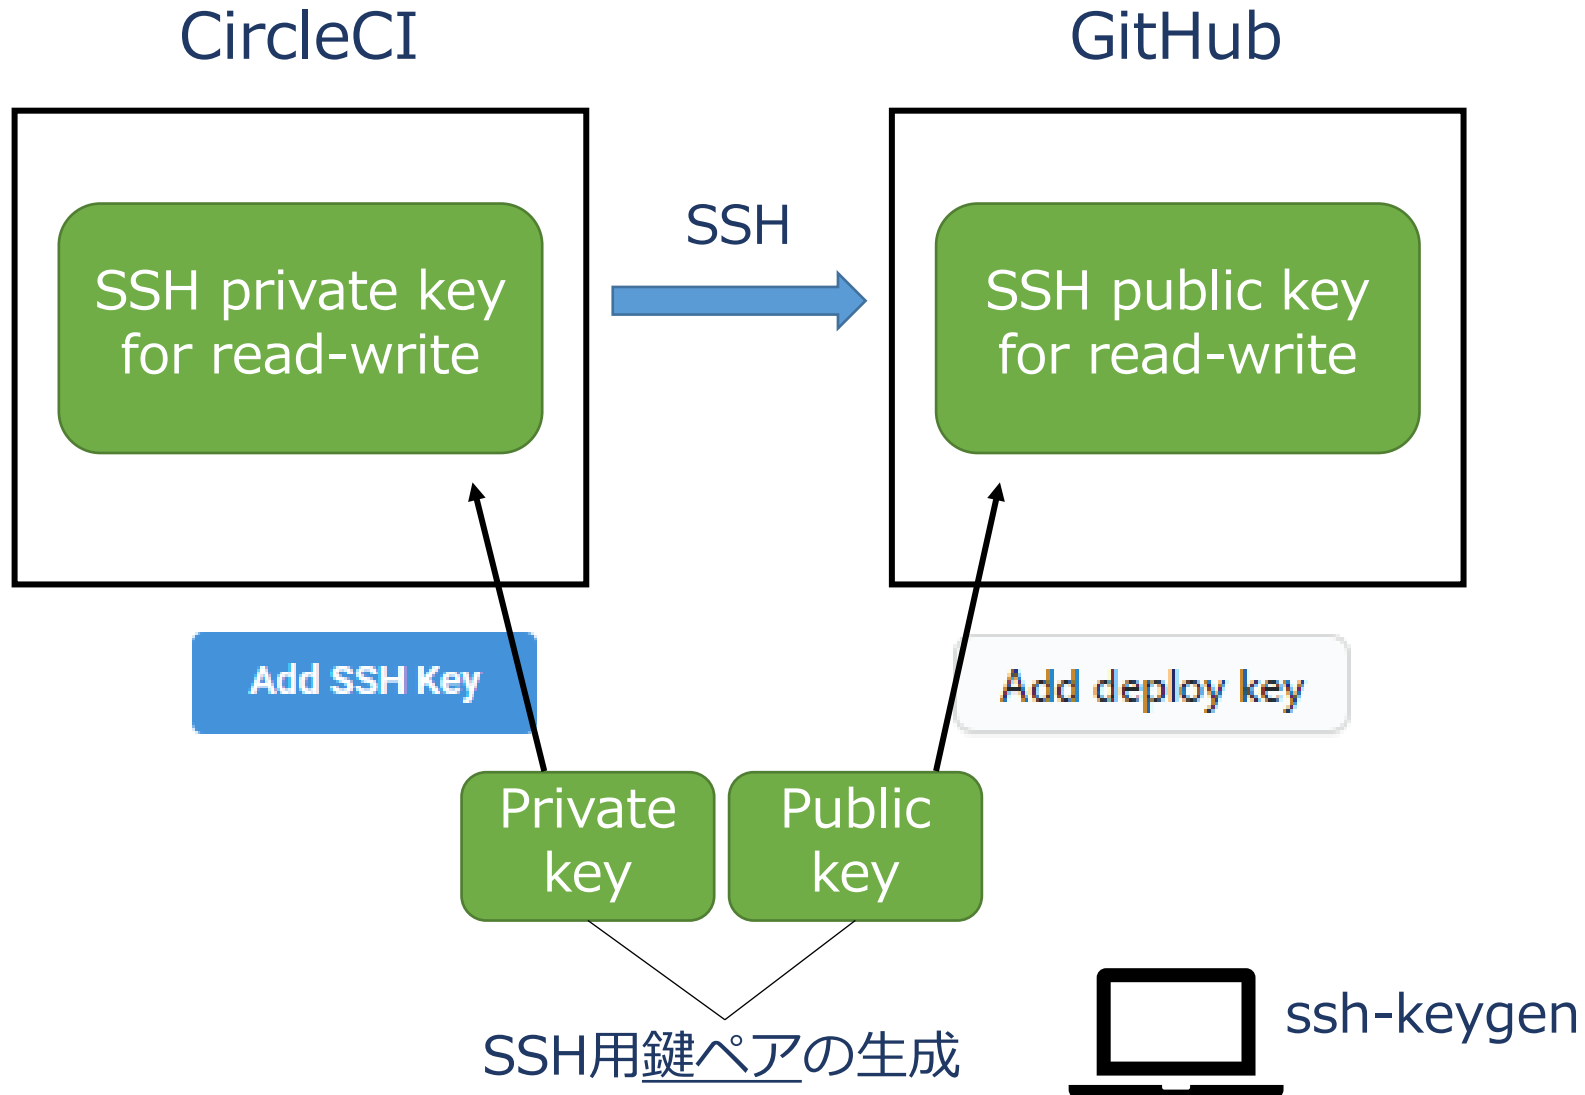 CircleCI
GitHub
SSH private key
for read-write
SSH
SSH public key
for read-write
Add SSH Key
Add deploy key
Private
key
Public
key
SSH用鍵ペアの生成
ssh-keygen